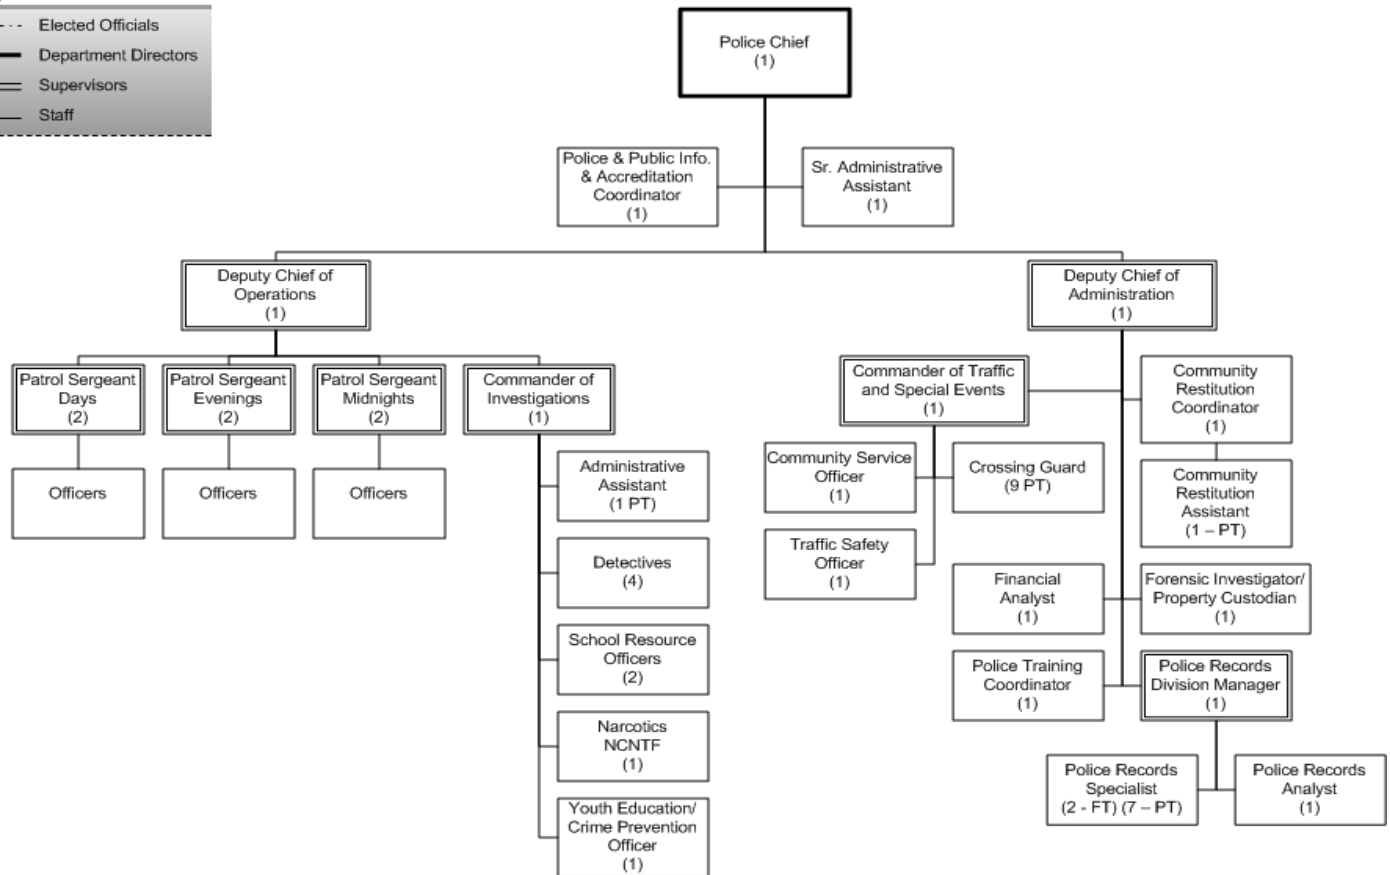 Elected Officials
Department Directors
Supervisors
Staff
Police Chief
(1)
Police & Public Info.
& Accreditation
Coordinator
(1)
Sr. Administrative
Assistant
(1)
Deputy Chief of
Operations
(1)
Deputy Chief of
Administration
(1)
Patrol Sergeant
Days
(2)
Patrol Sergeant
Evenings
(2)
Patrol Sergeant
Midnights
(2)
Commander of
Investigations
(1)
Officers
Officers
Officers
Administrative
Assistant
(1 PT)
Detectives
(4)
School Resource
Officers
(2)
Narcotics
NCNTF
(1)
Youth Education/
Crime Prevention
Officer
(1)
Commander of Traffic
and Special Events
(1)
Community
Restitution
Coordinator
(1)
Community Service
Officer
(1)
Crossing Guard
(9 PT)
Community
Restitution
Assistant
(1 – PT)
Traffic Safety
Officer
(1)
Financial
Analyst
(1)
Forensic Investigator/
Property Custodian
(1)
Police Training
Coordinator
(1)
Police Records
Division Manager
(1)
Police Records
Specialist
(2 - FT) (7 – PT)
Police Records
Analyst
(1)